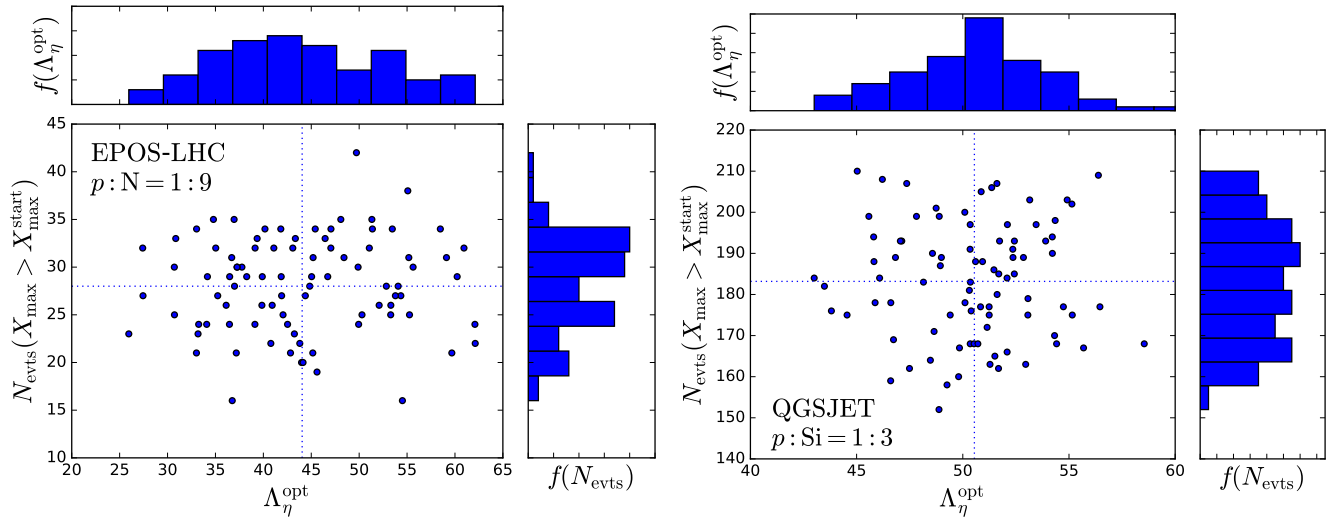 f(Λ_η^opt)
45
40
35
30
25
20
15
10
N_evts(X_max > X_max^start)
EPOS-LHC
p : N = 1 : 9
20 25 30 35 40 45 50 55 60 65
Λ_η^opt
f(N_evts)
f(Λ_η^opt)
220
210
200
190
180
170
160
150
140
N_evts(X_max > X_max^start)
QGSJET
p : Si = 1 : 3
40 45 50 55 60
Λ_η^opt
f(N_evts)